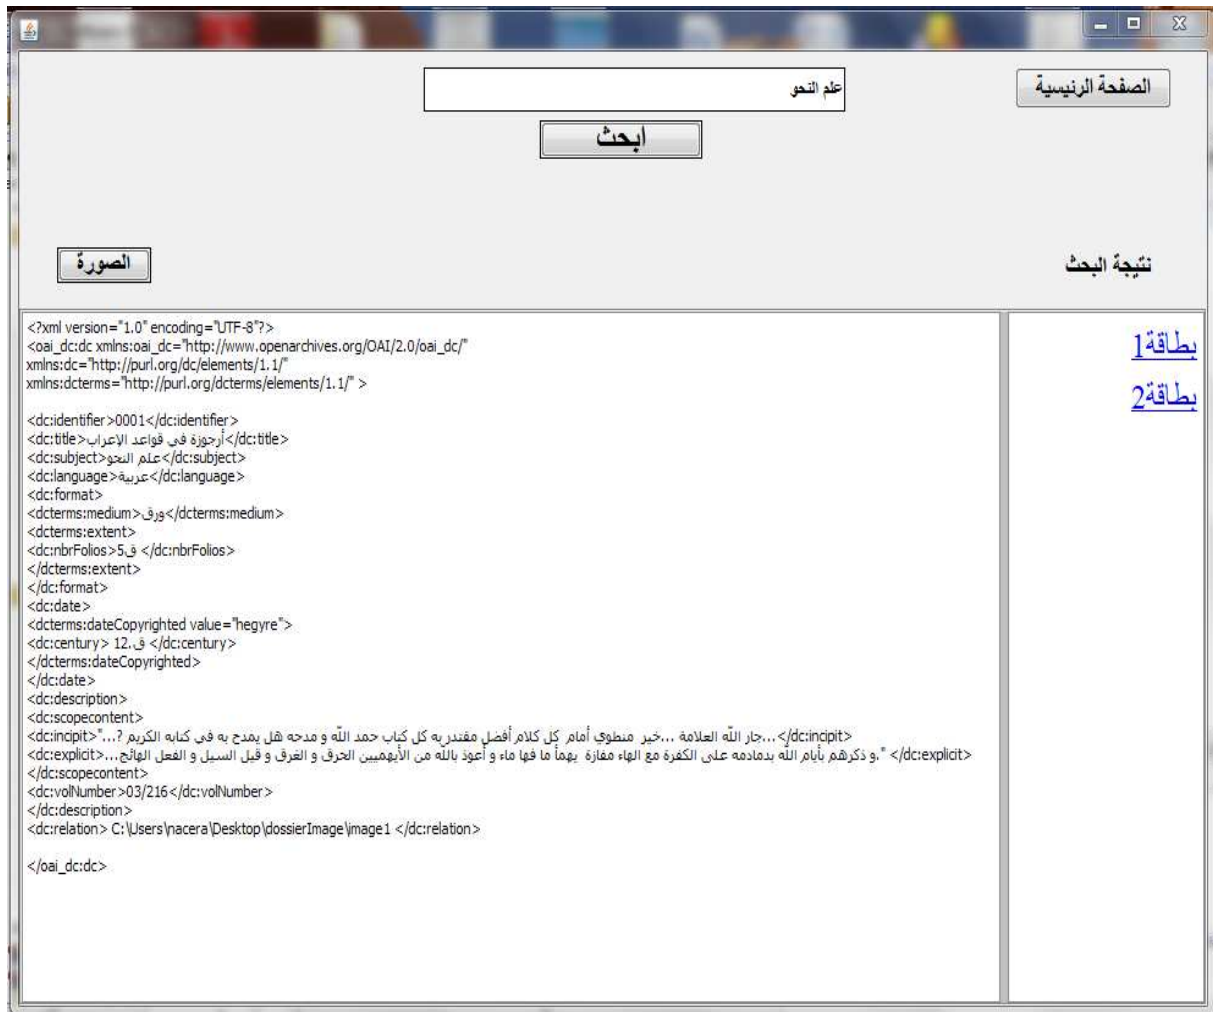 الصفحة الرئيسية
علم النحو
ابحث
نتيجة البحث
الصورة
بطاقة1
بطاقة2
<?xml version="1.0" encoding="UTF-8"?>
<oai_dc:dc xmlns:oai_dc="http://www.openarchives.org/OAI/2.0/oai_dc/"
xmlns:dc="http://purl.org/dc/elements/1.1/"
xmlns:dcterms="http://purl.org/dcterms/elements/1.1/" >
<dc:identifier>0001</dc:identifier>
<dc:title>أرجوزة في قواعد الإعراب</dc:title>
<dc:subject>علم النحو</dc:subject>
<dc:language>عربية</dc:language>
<dc:format>
<dcterms:medium>ورق</dcterms:medium>
<dcterms:extent>
<dc:nbrFolios>5ق </dc:nbrFolios>
</dcterms:extent>
</dc:format>
<dc:date>
<dcterms:dateCopyrighted value="hegyre">
<dc:century> 12.ق </dc:century>
</dcterms:dateCopyrighted>
</dc:date>
<dc:description>
<dc:scopecontent>
<dc:incipit>"...جار الله العلامة ...خير منطوي أمام كل كلام أفضل مقتدر به كل كتاب حمد الله و مدحه هل يمدح به في كتابه الكريم ?...</dc:incipit>
<dc:explicit>...و ذكرهم بأيام الله بدمادمه على الكفرة مع الهاء مفازة يهمأ ما فها ماء و أعوذ بالله من الأيهميين الحرق و الغرق و قيل السيل و الفعل الهائج." </dc:explicit>
</dc:scopecontent>
<dc:volNumber>03/216</dc:volNumber>
</dc:description>
<dc:relation> C:\Users\nacera\Desktop\dossierImage\image1 </dc:relation>
</oai_dc:dc>